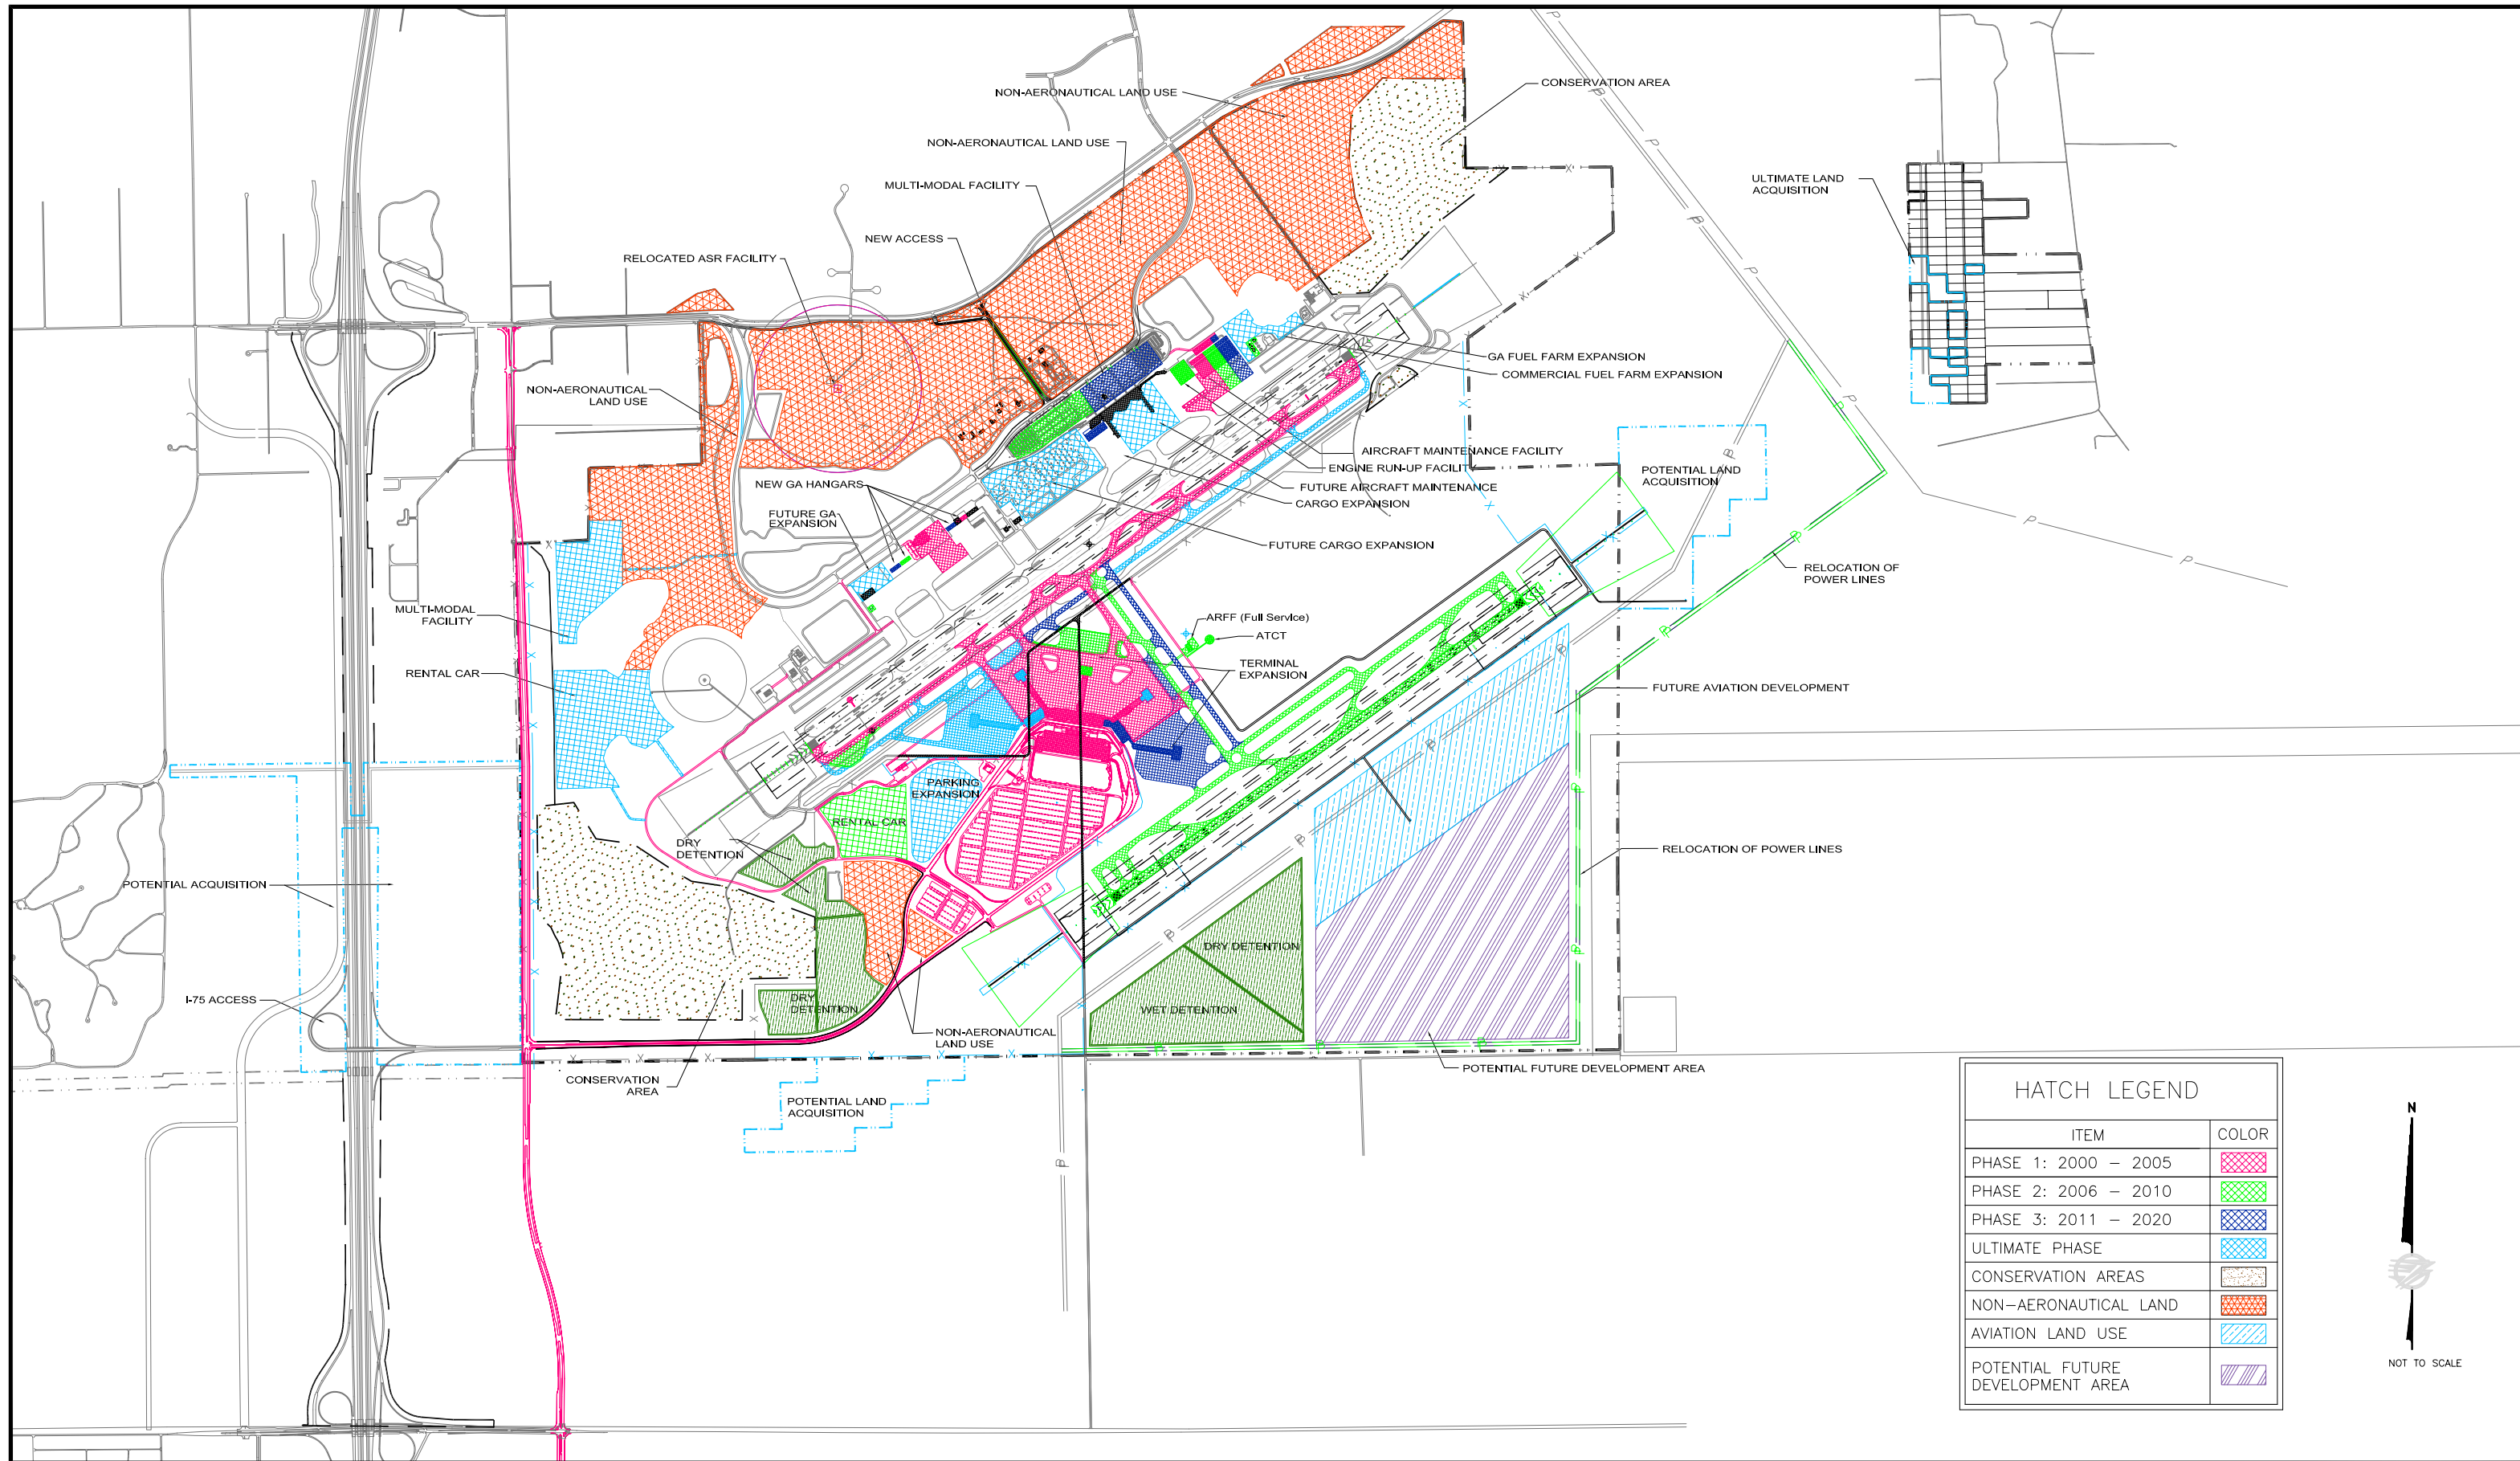 CONSERVATION AREA
NON-AERONAUTICAL LAND USE
NON-AERONAUTICAL LAND USE
MULTI-MODAL FACILITY
ULTIMATE LAND
ACQUISITION
NEW ACCESS
RELOCATED ASR FACILITY
GA FUEL FARM EXPANSION
COMMERCIAL FUEL FARM EXPANSION
NON-AERONAUTICAL
LAND USE
AIRCRAFT MAINTENANCE FACILITY
ENGINE RUN-UP FACILITY
POTENTIAL LAND
ACQUISITION
NEW GA HANGARS
FUTURE AIRCRAFT MAINTENANCE
CARGO EXPANSION
FUTURE GA
EXPANSION
FUTURE CARGO EXPANSION
RELOCATION OF
POWER LINES
MULTI-MODAL
FACILITY
ARFF (Full Service)
ATCT
TERMINAL
EXPANSION
RENTAL CAR
FUTURE AVIATION DEVELOPMENT
PARKING
EXPANSION
RENTAL CAR
DRY
DETENTION
RELOCATION OF POWER LINES
POTENTIAL ACQUISITION
DRY DETENTION
I-75 ACCESS
DRY
DETENTION
WET DETENTION
NON-AERONAUTICAL
LAND USE
CONSERVATION
AREA
POTENTIAL FUTURE DEVELOPMENT AREA
POTENTIAL LAND
ACQUISITION
HATCH LEGEND
ITEM COLOR
PHASE 1: 2000 – 2005
PHASE 2: 2006 – 2010
PHASE 3: 2011 – 2020
ULTIMATE PHASE
CONSERVATION AREAS
NON–AERONAUTICAL LAND
AVIATION LAND USE
POTENTIAL FUTURE
DEVELOPMENT AREA
N
NOT TO SCALE